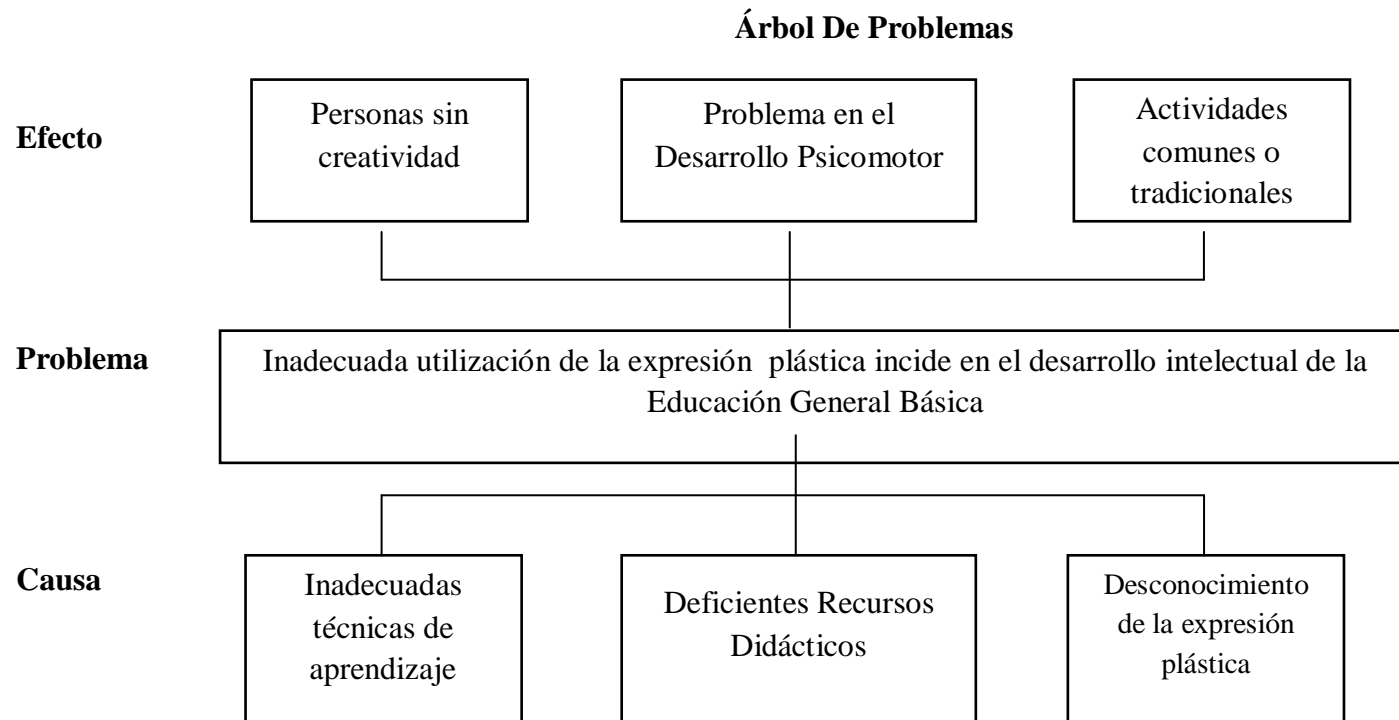 Árbol De Problemas
Efecto
Personas sin
creatividad
Problema en el
Desarrollo Psicomotor
Actividades
comunes o
tradicionales
Problema
Inadecuada utilización de la expresión  plástica incide en el desarrollo intelectual de la
Educación General Básica
Causa
Inadecuadas
técnicas de
aprendizaje
Deficientes Recursos
Didácticos
Desconocimiento
de la expresión
plástica